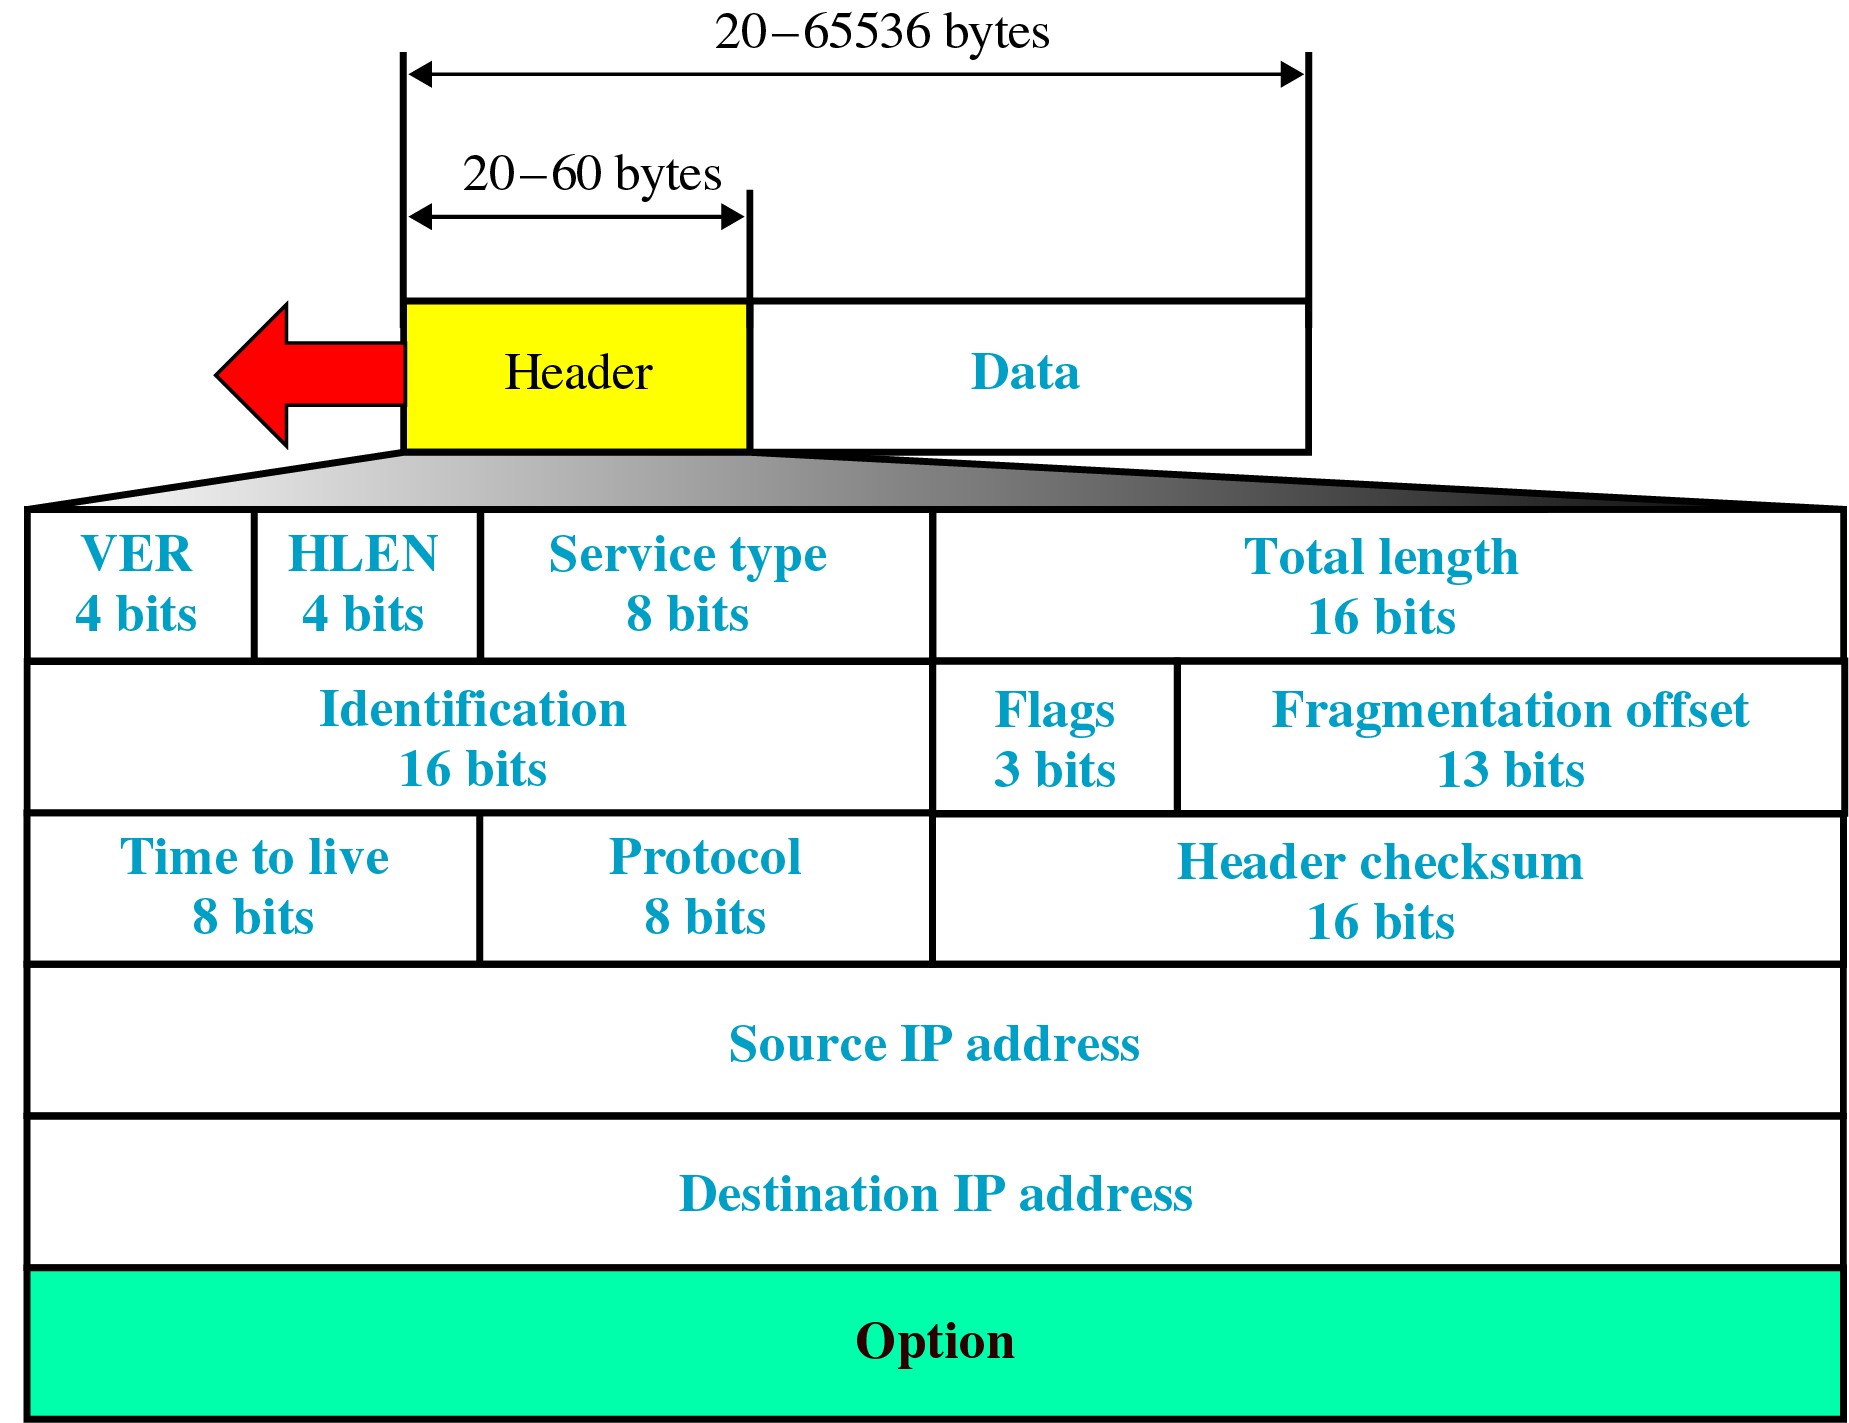 20–65536 bytes
20–60 bytes
Header
Data
VER
4 bits
HLEN
4 bits
Service type
8 bits
Total length
16 bits
Identification
16 bits
Flags
3 bits
Fragmentation offset
13 bits
Time to live
8 bits
Protocol
8 bits
Header checksum
16 bits
Source IP address
Destination IP address
Option